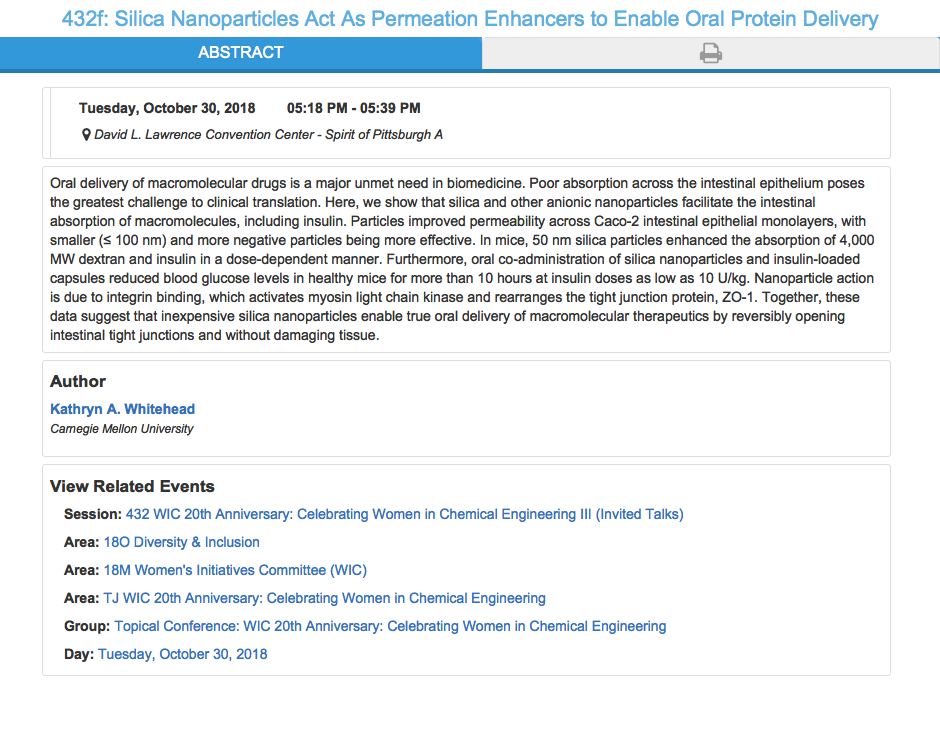 432f: Silica Nanoparticles Act As Permeation Enhancers to Enable Oral Protein Delivery
ABSTRACT
Tuesday, October 30, 2018 05:18 PM - 05:39 PM
David L. Lawrence Convention Center - Spirit of Pittsburgh A
Oral delivery of macromolecular drugs is a major unmet need in biomedicine. Poor absorption across the intestinal epithelium poses
the greatest challenge to clinical translation. Here, we show that silica and other anionic nanoparticles facilitate the intestinal
absorption of macromolecules, including insulin. Particles improved permeability across Caco-2 intestinal epithelial monolayers, with
smaller (≤ 100 nm) and more negative particles being more effective. In mice, 50 nm silica particles enhanced the absorption of 4,000
MW dextran and insulin in a dose-dependent manner. Furthermore, oral co-administration of silica nanoparticles and insulin-loaded
capsules reduced blood glucose levels in healthy mice for more than 10 hours at insulin doses as low as 10 U/kg. Nanoparticle action
is due to integrin binding, which activates myosin light chain kinase and rearranges the tight junction protein, ZO-1. Together, these
data suggest that inexpensive silica nanoparticles enable true oral delivery of macromolecular therapeutics by reversibly opening
intestinal tight junctions and without damaging tissue.
Author
Kathryn A. Whitehead
Carnegie Mellon University
View Related Events
Session: 432 WIC 20th Anniversary: Celebrating Women in Chemical Engineering III (Invited Talks)
Area: 18O Diversity & Inclusion
Area: 18M Women's Initiatives Committee (WIC)
Area: TJ WIC 20th Anniversary: Celebrating Women in Chemical Engineering
Group: Topical Conference: WIC 20th Anniversary: Celebrating Women in Chemical Engineering
Day: Tuesday, October 30, 2018